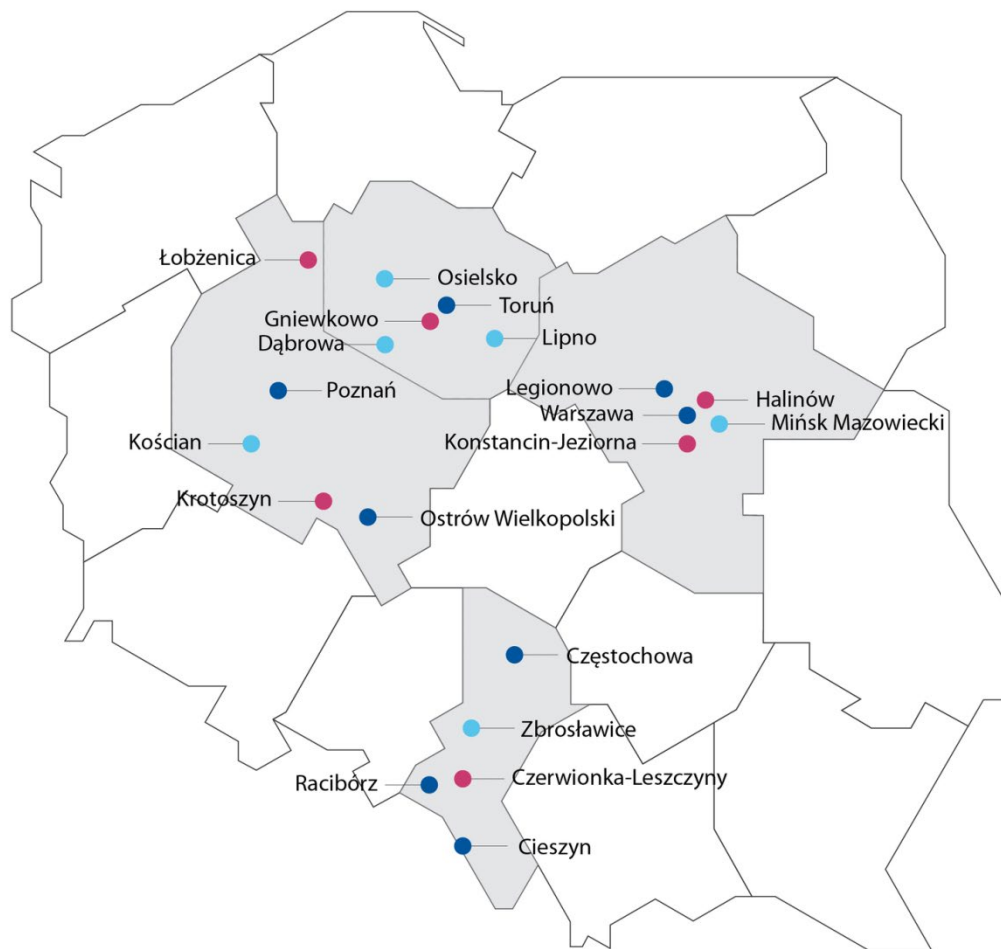 Łobżenica
Osielsko
Toruń
Gniewkowo
Lipno
Dąbrowa
Poznań
Legionowo
Halinów
Warszawa
Mińsk Mazowiecki
Kościan
Konstancin-Jeziorna
Krotoszyn
Ostrów Wielkopolski
Częstochowa
Zbrosławice
Czerwionka-Leszczyny
Racibórz
Cieszyn